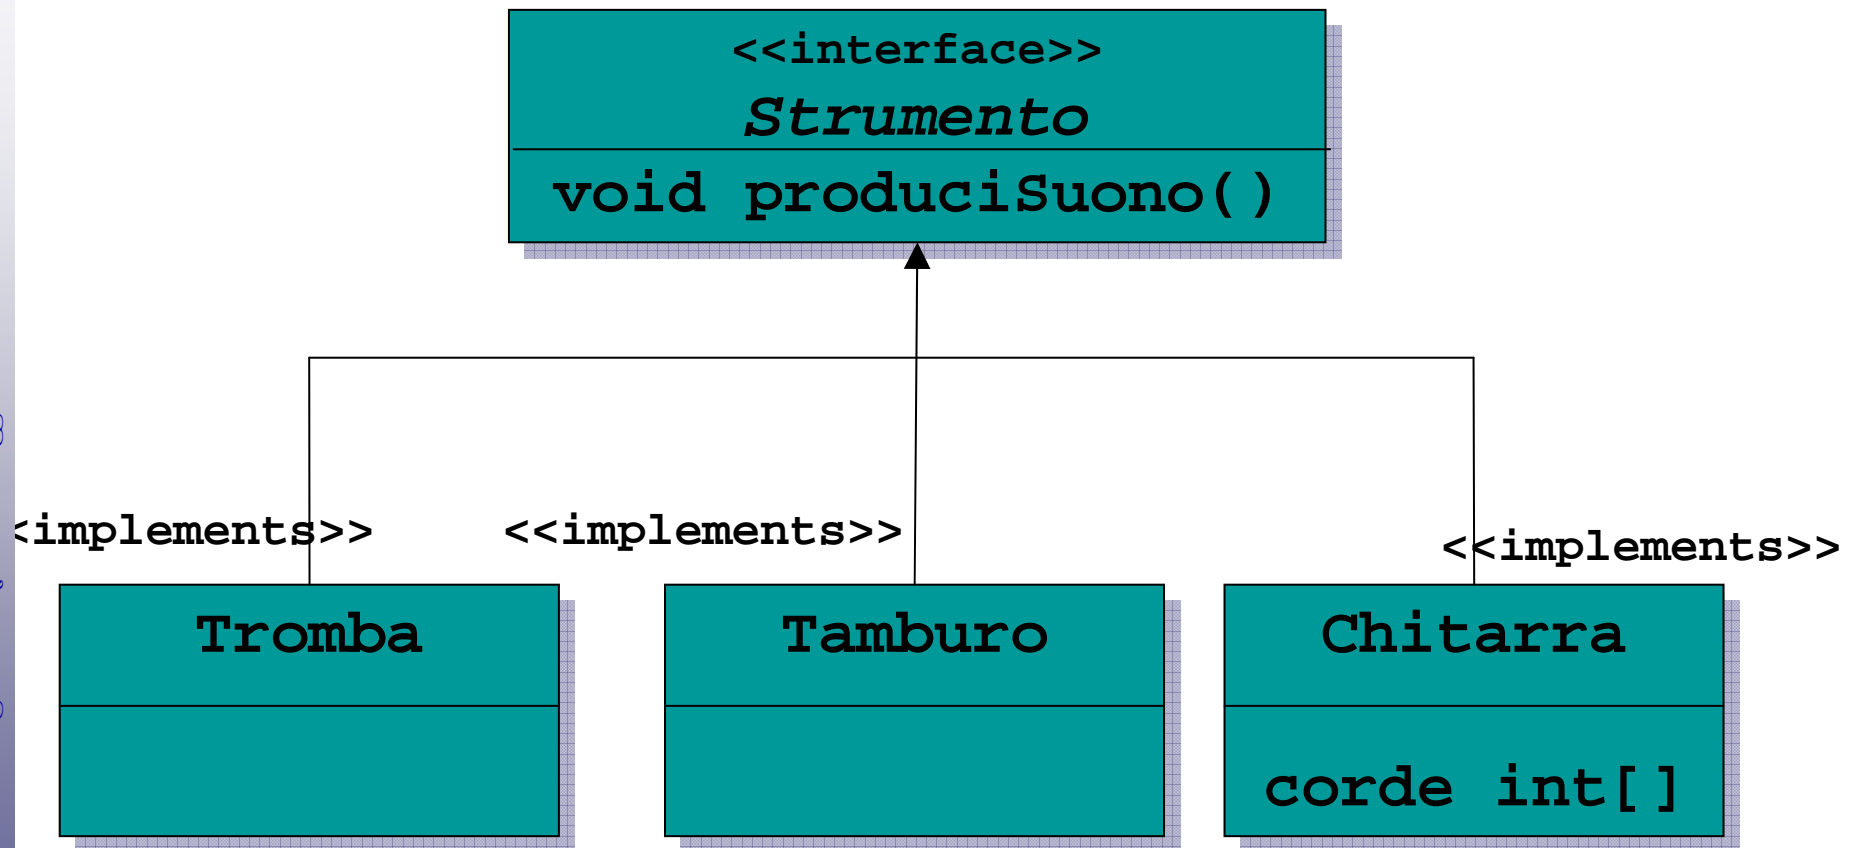 <<interface>>
Strumento
void produciSuono()
<implements>>
<<implements>>
<<implements>>
Tromba
Tamburo
Chitarra
corde int[]